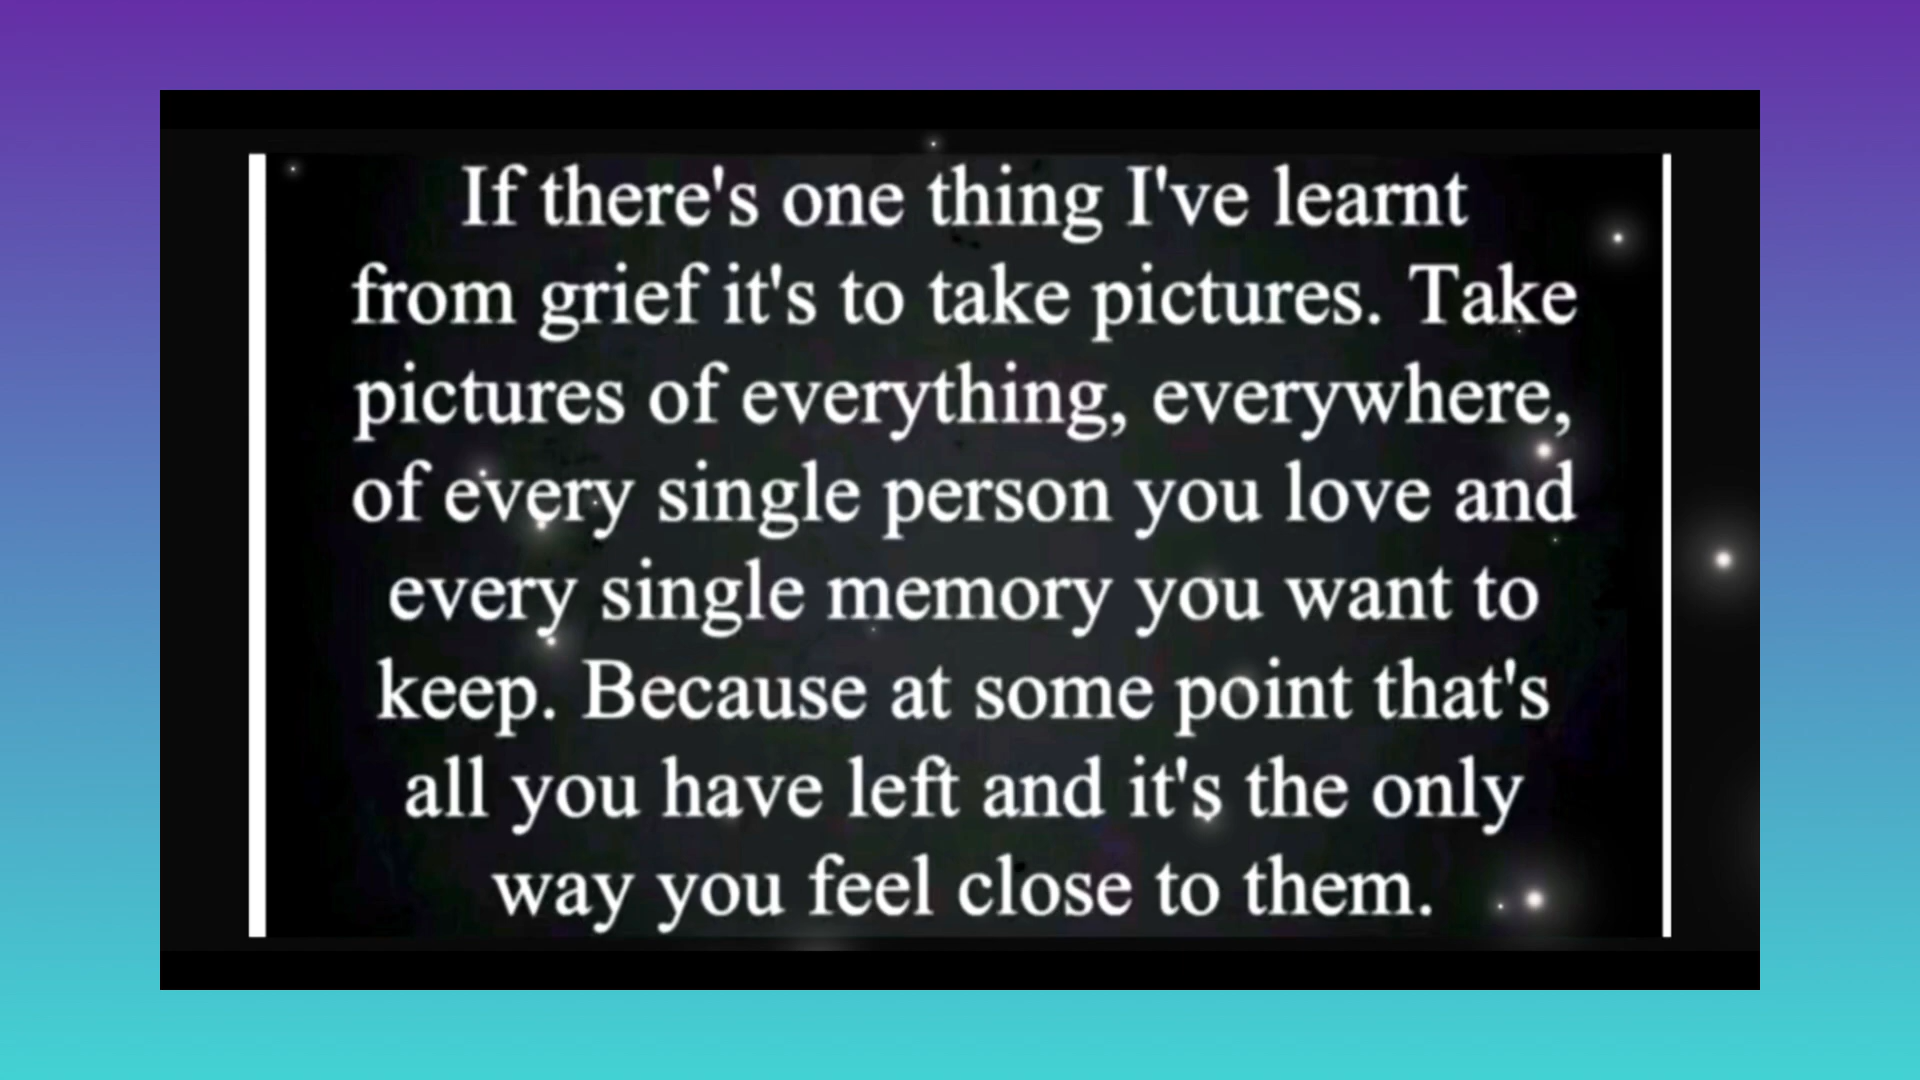 If there's one thing I've learnt
from grief it's to take pictures. Take
pictures of everything, everywhere,
of every single person you love and
every single memory you want to
keep. Because at some point that's
all you have left and it's the only
way you feel close to them.